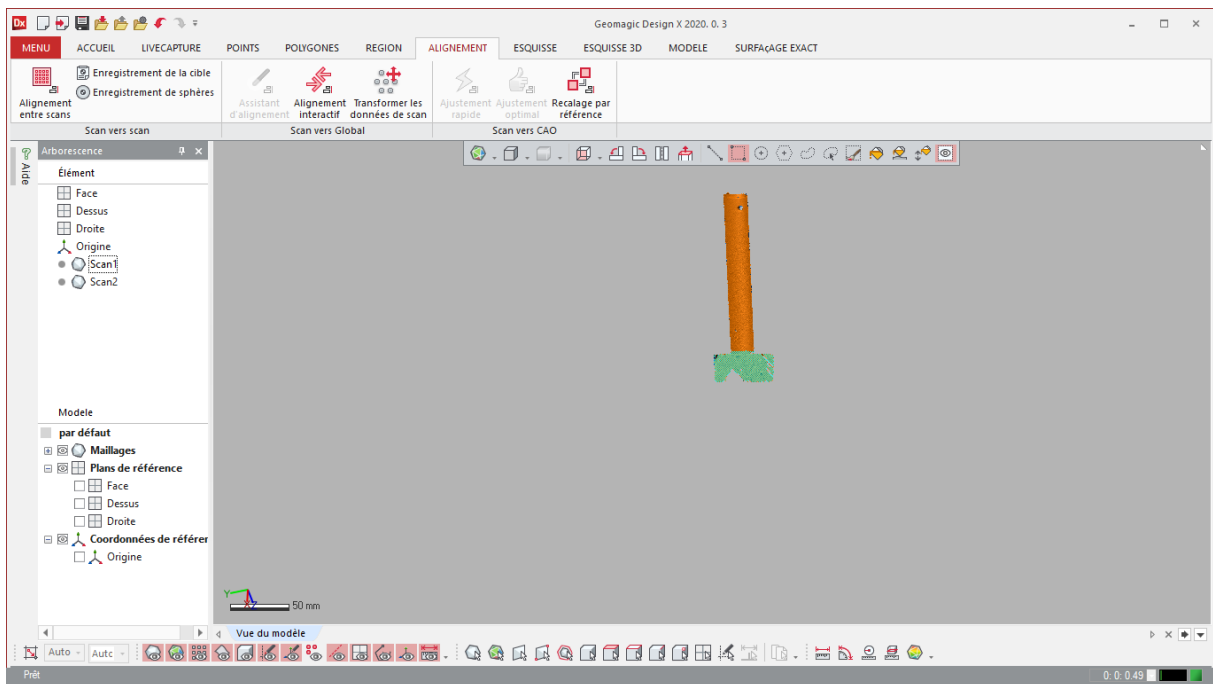 Dx Geomagic Design X 2020. 0. 3
MENU ACCUEIL LIVECAPTURE POINTS POLYGONES REGION ALIGNEMENT ESQUISSE ESQUISSE 3D MODELE SURFAçAGE EXACT
Alignement entre scans
Enregistrement de la cible
Enregistrement de sphères
Assistant d'alignement
Alignement interactif
Transformer les données de scan
Ajustement rapide
Ajustement optimal
Recalage par référence
Scan vers scan Scan vers Global Scan vers CAO
Aide
Arborescence
Élément
Face
Dessus
Droite
Origine
Scan1
Scan2
Modele
par défaut
Maillages
Plans de référence
Face
Dessus
Droite
Coordonnées de référer
Origine
Y X Z
50 mm
Vue du modèle
Auto Autc
Prêt 0: 0: 0.49